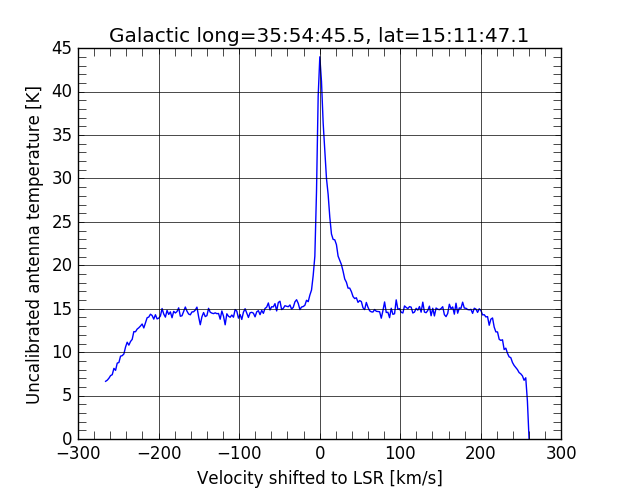 Galactic long=35:54:45.5, lat=15:11:47.1
Uncalibrated antenna temperature [K]
45
40
35
30
25
20
15
10
5
0
−300 −200 −100 0 100 200 300
Velocity shifted to LSR [km/s]